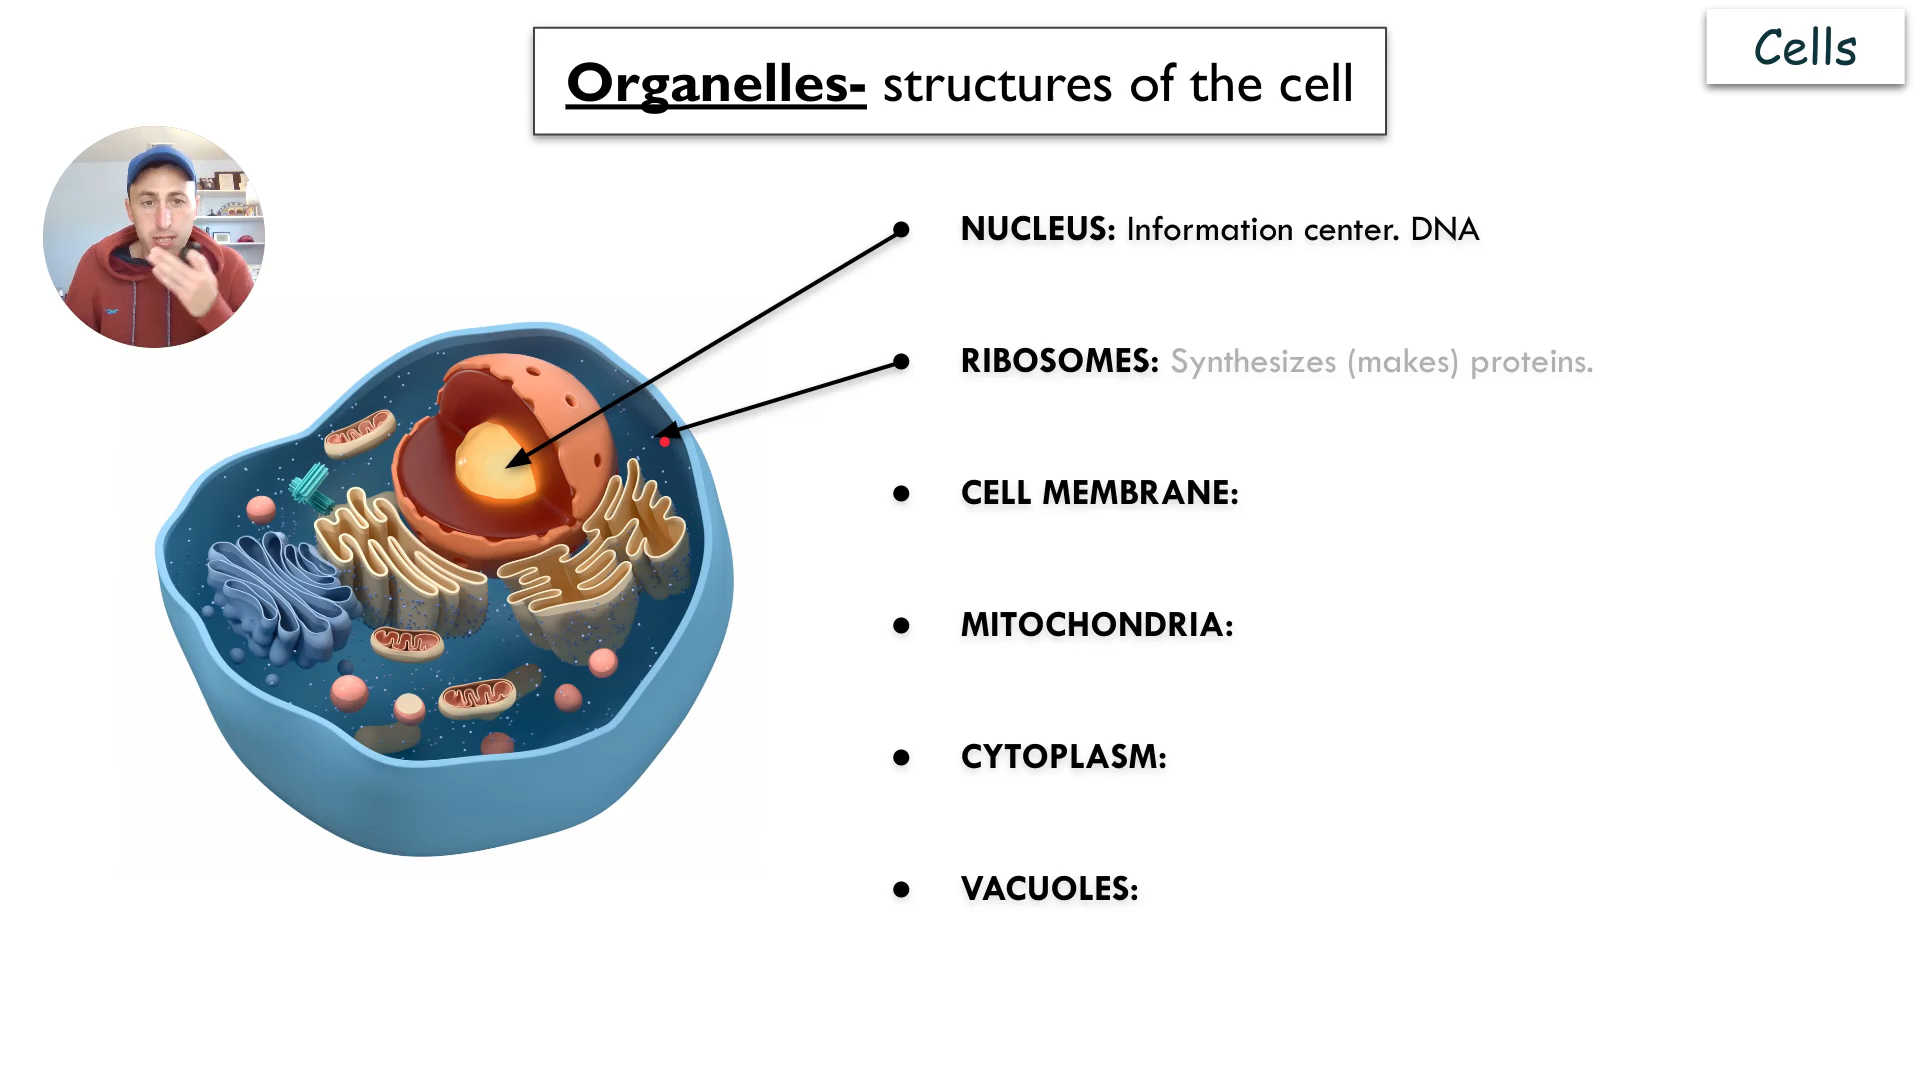 Cells
Organelles- structures of the cell
NUCLEUS: Information center. DNA
RIBOSOMES: Synthesizes (makes) proteins.
CELL MEMBRANE:
MITOCHONDRIA:
CYTOPLASM:
VACUOLES: